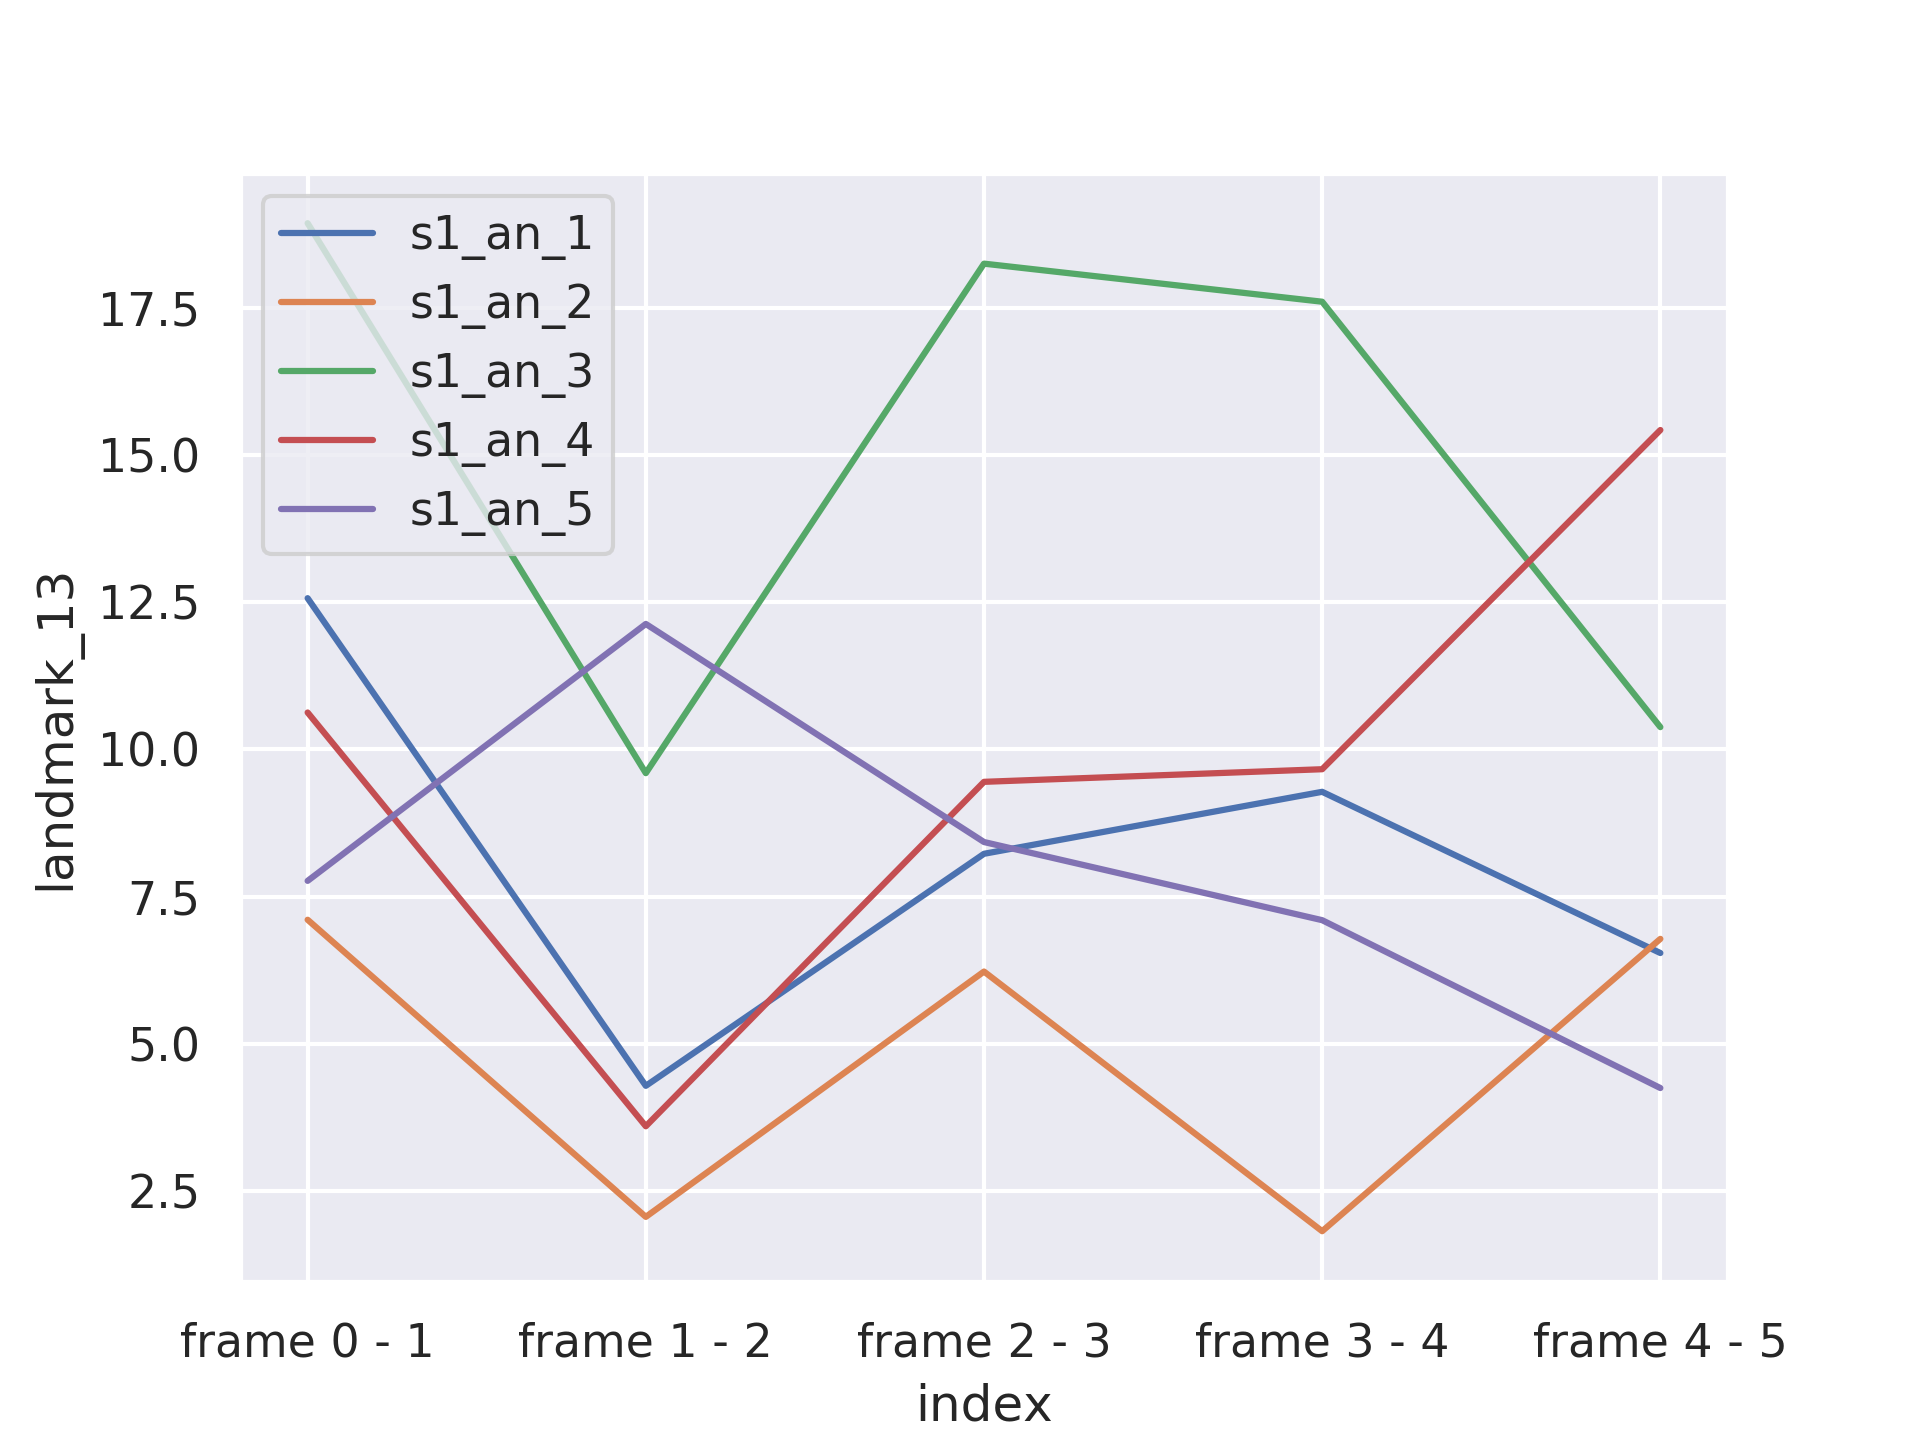 s1_an_1
s1_an_2
s1_an_3
s1_an_4
s1_an_5
17.5
15.0
12.5
10.0
7.5
5.0
2.5
landmark_13
frame 0 - 1 frame 1 - 2 frame 2 - 3 frame 3 - 4 frame 4 - 5
index